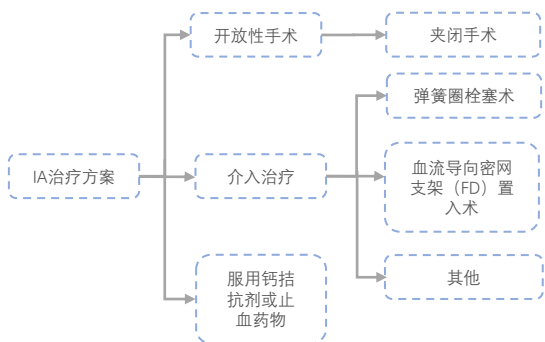 开放性手术
夹闭手术
弹簧圈栓塞术
IA治疗方案
介入治疗
血流导向密网
支架（FD）置
入术
服用钙拮
抗剂或止
血药物
其他